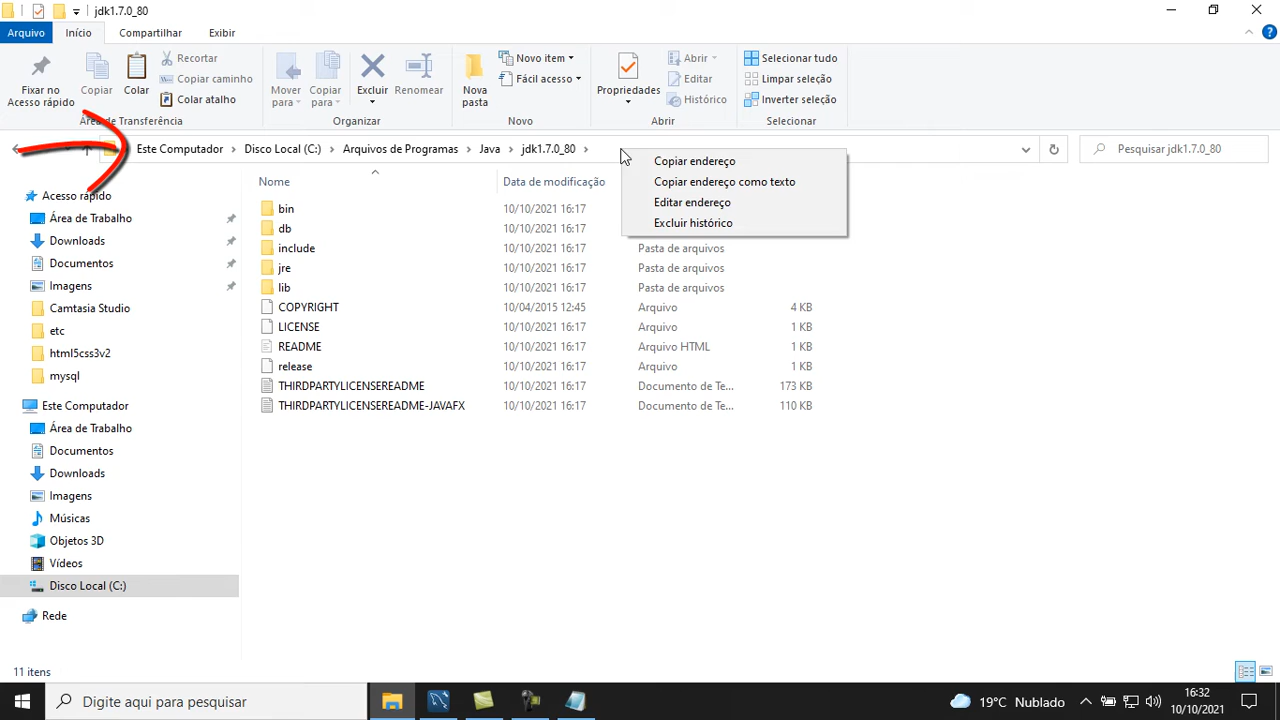 jdk1.7.0_80
Arquivo Início Compartilhar Exibir
Fixar no Acesso rápido
Copiar
Colar
Recortar
Copiar caminho
Colar atalho
Área de Transferência
Mover para
Copiar para
Excluir
Renomear
Organizar
Nova pasta
Novo item
Fácil acesso
Novo
Propriedades
Abrir
Editar
Histórico
Abrir
Selecionar tudo
Limpar seleção
Inverter seleção
Selecionar
Este Computador > Disco Local (C:) > Arquivos de Programas > Java > jdk1.7.0_80 >
Pesquisar jdk1.7.0_80
Copiar endereço
Copiar endereço como texto
Editar endereço
Excluir histórico
Acesso rápido
Área de Trabalho
Downloads
Documentos
Imagens
Camtasia Studio
etc
html5css3v2
mysql
Este Computador
Área de Trabalho
Documentos
Downloads
Imagens
Músicas
Objetos 3D
Vídeos
Disco Local (C:)
Rede
Nome Data de modificação
bin 10/10/2021 16:17
db 10/10/2021 16:17
include 10/10/2021 16:17 Pasta de arquivos
jre 10/10/2021 16:17 Pasta de arquivos
lib 10/10/2021 16:17 Pasta de arquivos
COPYRIGHT 10/04/2015 12:45 Arquivo 4 KB
LICENSE 10/10/2021 16:17 Arquivo 1 KB
README 10/10/2021 16:17 Arquivo HTML 1 KB
release 10/10/2021 16:17 Arquivo 1 KB
THIRDPARTYLICENSEREADME 10/10/2021 16:17 Documento de Te... 173 KB
THIRDPARTYLICENSEREADME-JAVAFX 10/10/2021 16:17 Documento de Te... 110 KB
11 itens
Digite aqui para pesquisar
19°C Nublado
16:32
10/10/2021